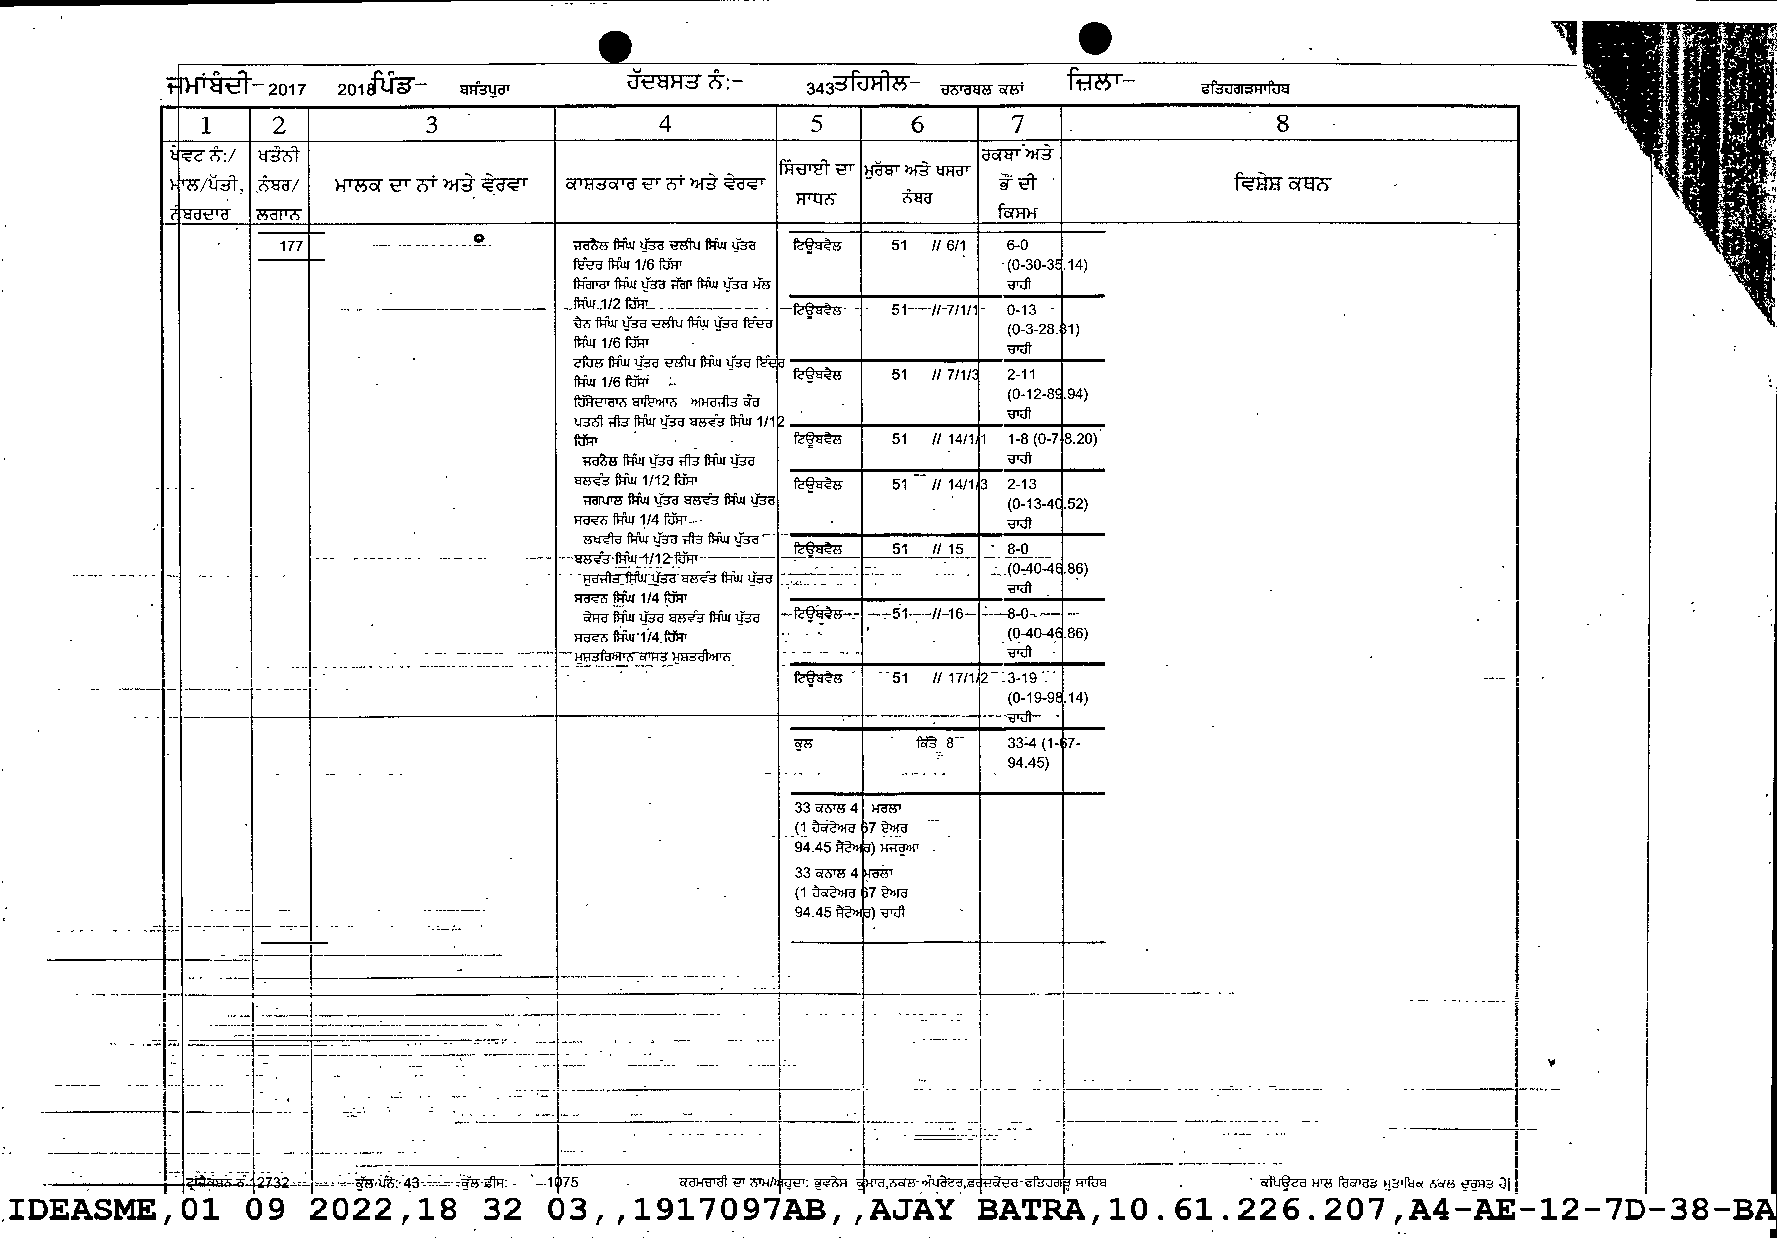 ਜਮਾਂਬੰਦੀ- 2017 2018 ਪਿੰਡ- ਬਸੰਤਪੁਰਾ ਹੱਦਬਸਤ ਨੰ:- 343 ਤਹਿਸੀਲ- ਚਨਾਰਥਲ ਕਲਾਂ ਜ਼ਿਲਾ- ਫਤਿਹਗੜਸਾਹਿਬ
1 2 3 4 5 6 7 8
ਖੇਵਟ ਨੰ:/ ਮਾਲ/ਪੱਤੀ, ਨੰਬਰਦਾਰ
ਖਤੌਨੀ ਨੰਬਰ/ ਲਗਾਨ
ਮਾਲਕ ਦਾ ਨਾਂ ਅਤੇ ਵੇਰਵਾ
ਕਾਸ਼ਤਕਾਰ ਦਾ ਨਾਂ ਅਤੇ ਵੇਰਵਾ
ਸਿੰਚਾਈ ਦਾ ਸਾਧਨ
ਮੁਰੱਬਾ ਅਤੇ ਖਸਰਾ ਨੰਬਰ
ਰਕਬਾ ਅਤੇ ਭੌਂ ਦੀ ਕਿਸਮ
ਵਿਸ਼ੇਸ਼ ਕਥਨ
177
ਜਰਨੈਲ ਸਿੰਘ ਪੁੱਤਰ ਦਲੀਪ ਸਿੰਘ ਪੁੱਤਰ
ਇੰਦਰ ਸਿੰਘ 1/6 ਹਿੱਸਾ
ਸਿੰਗਾਰਾ ਸਿੰਘ ਪੁੱਤਰ ਜੱਗਾ ਸਿੰਘ ਪੁੱਤਰ ਮੱਲ
ਸਿੰਘ 1/2 ਹਿੱਸਾ
ਚੈਨ ਸਿੰਘ ਪੁੱਤਰ ਦਲੀਪ ਸਿੰਘ ਪੁੱਤਰ ਇੰਦਰ
ਸਿੰਘ 1/6 ਹਿੱਸਾ
ਟਹਿਲ ਸਿੰਘ ਪੁੱਤਰ ਦਲੀਪ ਸਿੰਘ ਪੁੱਤਰ ਇੰਦਰ
ਸਿੰਘ 1/6 ਹਿੱਸਾ
ਹਿੱਸੇਦਾਰਾਨ ਬਾਇਆਨ ਅਮਰਜੀਤ ਕੌਰ
ਪਤਨੀ ਜੀਤ ਸਿੰਘ ਪੁੱਤਰ ਬਲਵੰਤ ਸਿੰਘ 1/12
ਹਿੱਸਾ
ਜਰਨੈਲ ਸਿੰਘ ਪੁੱਤਰ ਜੀਤ ਸਿੰਘ ਪੁੱਤਰ
ਬਲਵੰਤ ਸਿੰਘ 1/12 ਹਿੱਸਾ
ਜਗਪਾਲ ਸਿੰਘ ਪੁੱਤਰ ਬਲਵੰਤ ਸਿੰਘ ਪੁੱਤਰ
ਸਰਵਨ ਸਿੰਘ 1/4 ਹਿੱਸਾ
ਲਖਵੀਰ ਸਿੰਘ ਪੁੱਤਰ ਜੀਤ ਸਿੰਘ ਪੁੱਤਰ
ਬਲਵੰਤ ਸਿੰਘ 1/12 ਹਿੱਸਾ
ਸੁਰਜੀਤ ਸਿੰਘ ਪੁੱਤਰ ਬਲਵੰਤ ਸਿੰਘ ਪੁੱਤਰ
ਸਰਵਨ ਸਿੰਘ 1/4 ਹਿੱਸਾ
ਕੇਸਰ ਸਿੰਘ ਪੁੱਤਰ ਬਲਵੰਤ ਸਿੰਘ ਪੁੱਤਰ
ਸਰਵਨ ਸਿੰਘ 1/4 ਹਿੱਸਾ
ਮੁਸ਼ਤਰਿਆਨ ਕਾਸਤ ਮੁਸ਼ਤਰੀਆਨ
ਟਿਊਬਵੈਲ 51 // 6/1 6-0
(0-30-35.14)
ਚਾਹੀ
ਟਿਊਬਵੈਲ 51 // 7/1/1 0-13
(0-3-28.81)
ਚਾਹੀ
ਟਿਊਬਵੈਲ 51 // 7/1/3 2-11
(0-12-89.94)
ਚਾਹੀ
ਟਿਊਬਵੈਲ 51 // 14/1/1 1-8 (0-7-8.20)
ਚਾਹੀ
ਟਿਊਬਵੈਲ 51 // 14/1/3 2-13
(0-13-40.52)
ਚਾਹੀ
ਟਿਊਬਵੈਲ 51 // 15 8-0
(0-40-46.86)
ਚਾਹੀ
ਟਿਊਬਵੈਲ 51 // 16 8-0
(0-40-46.86)
ਚਾਹੀ
ਟਿਊਬਵੈਲ 51 // 17/1/2 3-19
(0-19-98.14)
ਚਾਹੀ
ਕੁਲ ਕਿੱਤੇ 8 33-4 (1-67-
94.45)
33 ਕਨਾਲ 4 ਮਰਲਾ
(1 ਹੈਕਟੇਅਰ 67 ਏਅਰ
94.45 ਸੈਂਟੇਅਰ) ਮਜਰੂਆ
33 ਕਨਾਲ 4 ਮਰਲਾ
(1 ਹੈਕਟੇਅਰ 67 ਏਅਰ
94.45 ਸੈਂਟੇਅਰ) ਚਾਹੀ
ਟ੍ਰਾਂਜੈਕਸ਼ਨ ਨੰ 12732 ਕੁੱਲ ਪੰਨੇ: 43 ਕੁੱਲ ਫੀਸ: 1075 ਕਰਮਚਾਰੀ ਦਾ ਨਾਮ/ਅਹੁਦਾ: ਭੁਵਨੇਸ਼ ਕੁਮਾਰ,ਨਕਲ ਅੋਪਰੇਟਰ,ਫ਼ਰਦਕੇਂਦਰ ਫਤਿਹਗੜ੍ਹ ਸਾਹਿਬ ਕੰਪਿਊਟਰ ਮਾਲ ਰਿਕਾਰਡ ਮੁਤਾਬਿਕ ਨਕਲ ਦੁਰੁਸਤ ਹੈ|
IDEASME,01 09 2022,18 32 03,,1917097AB,,AJAY BATRA,10.61.226.207,A4-AE-12-7D-38-BA